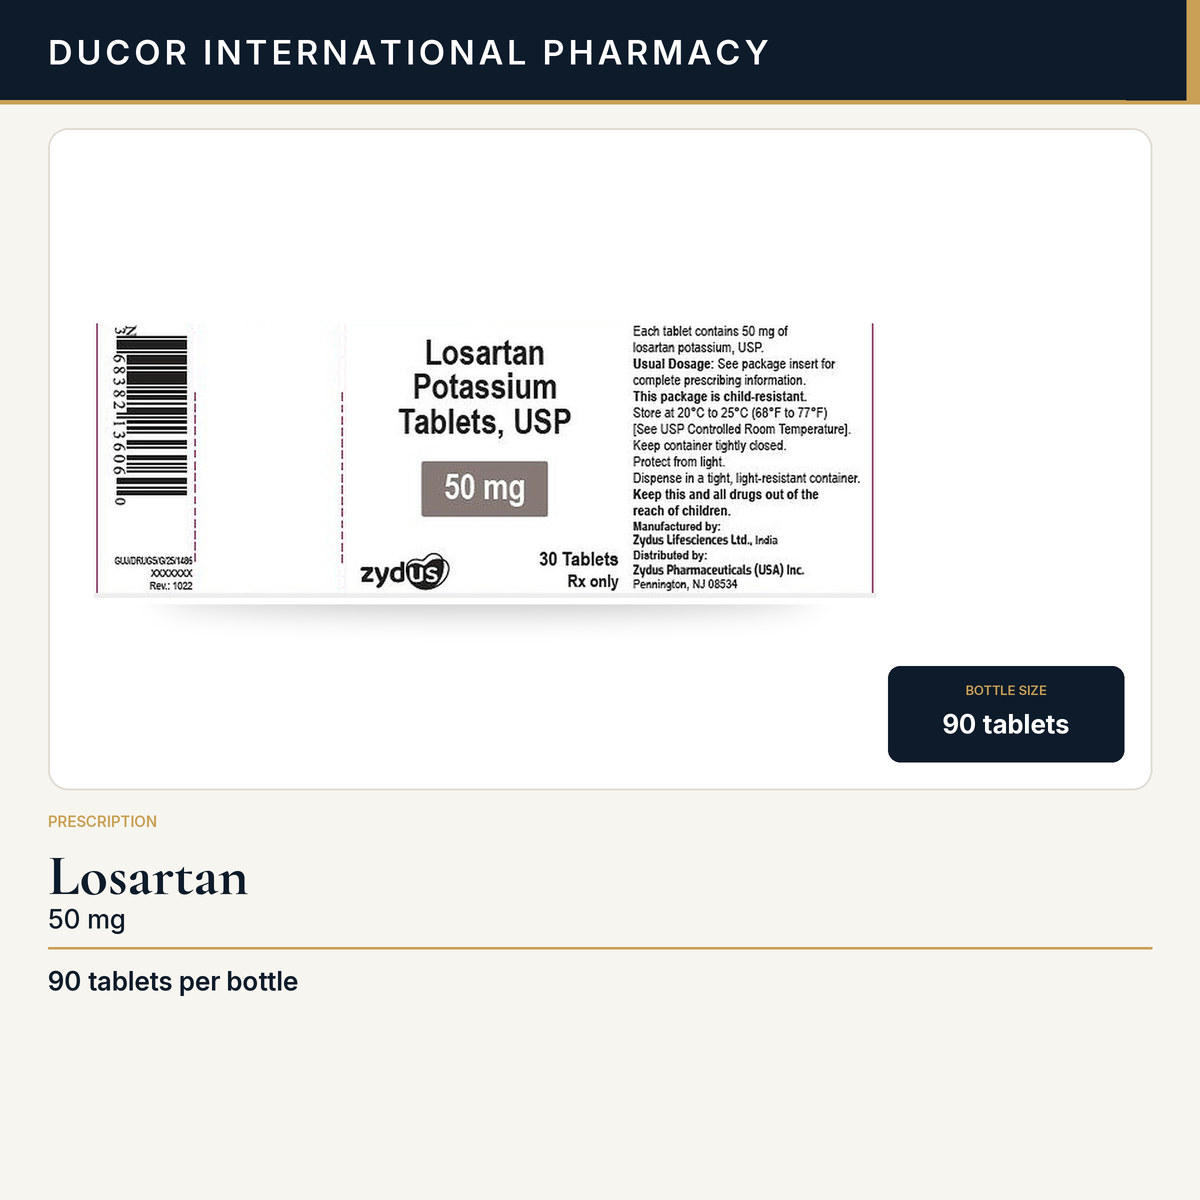 DUCOR INTERNATIONAL PHARMACY
N
3 68382 13606 0
GUJ/DRUGS/G/25/1486
XXXXXXX
Rev.: 1022
Losartan
Potassium
Tablets, USP
50 mg
zydus
30 Tablets
Rx only
Each tablet contains 50 mg of
losartan potassium, USP.
Usual Dosage: See package insert for
complete prescribing information.
This package is child-resistant.
Store at 20°C to 25°C (68°F to 77°F)
[See USP Controlled Room Temperature].
Keep container tightly closed.
Protect from light.
Dispense in a tight, light-resistant container.
Keep this and all drugs out of the
reach of children.
Manufactured by:
Zydus Lifesciences Ltd., India
Distributed by:
Zydus Pharmaceuticals (USA) Inc.
Pennington, NJ 08534
BOTTLE SIZE
90 tablets
PRESCRIPTION
Losartan
50 mg
90 tablets per bottle